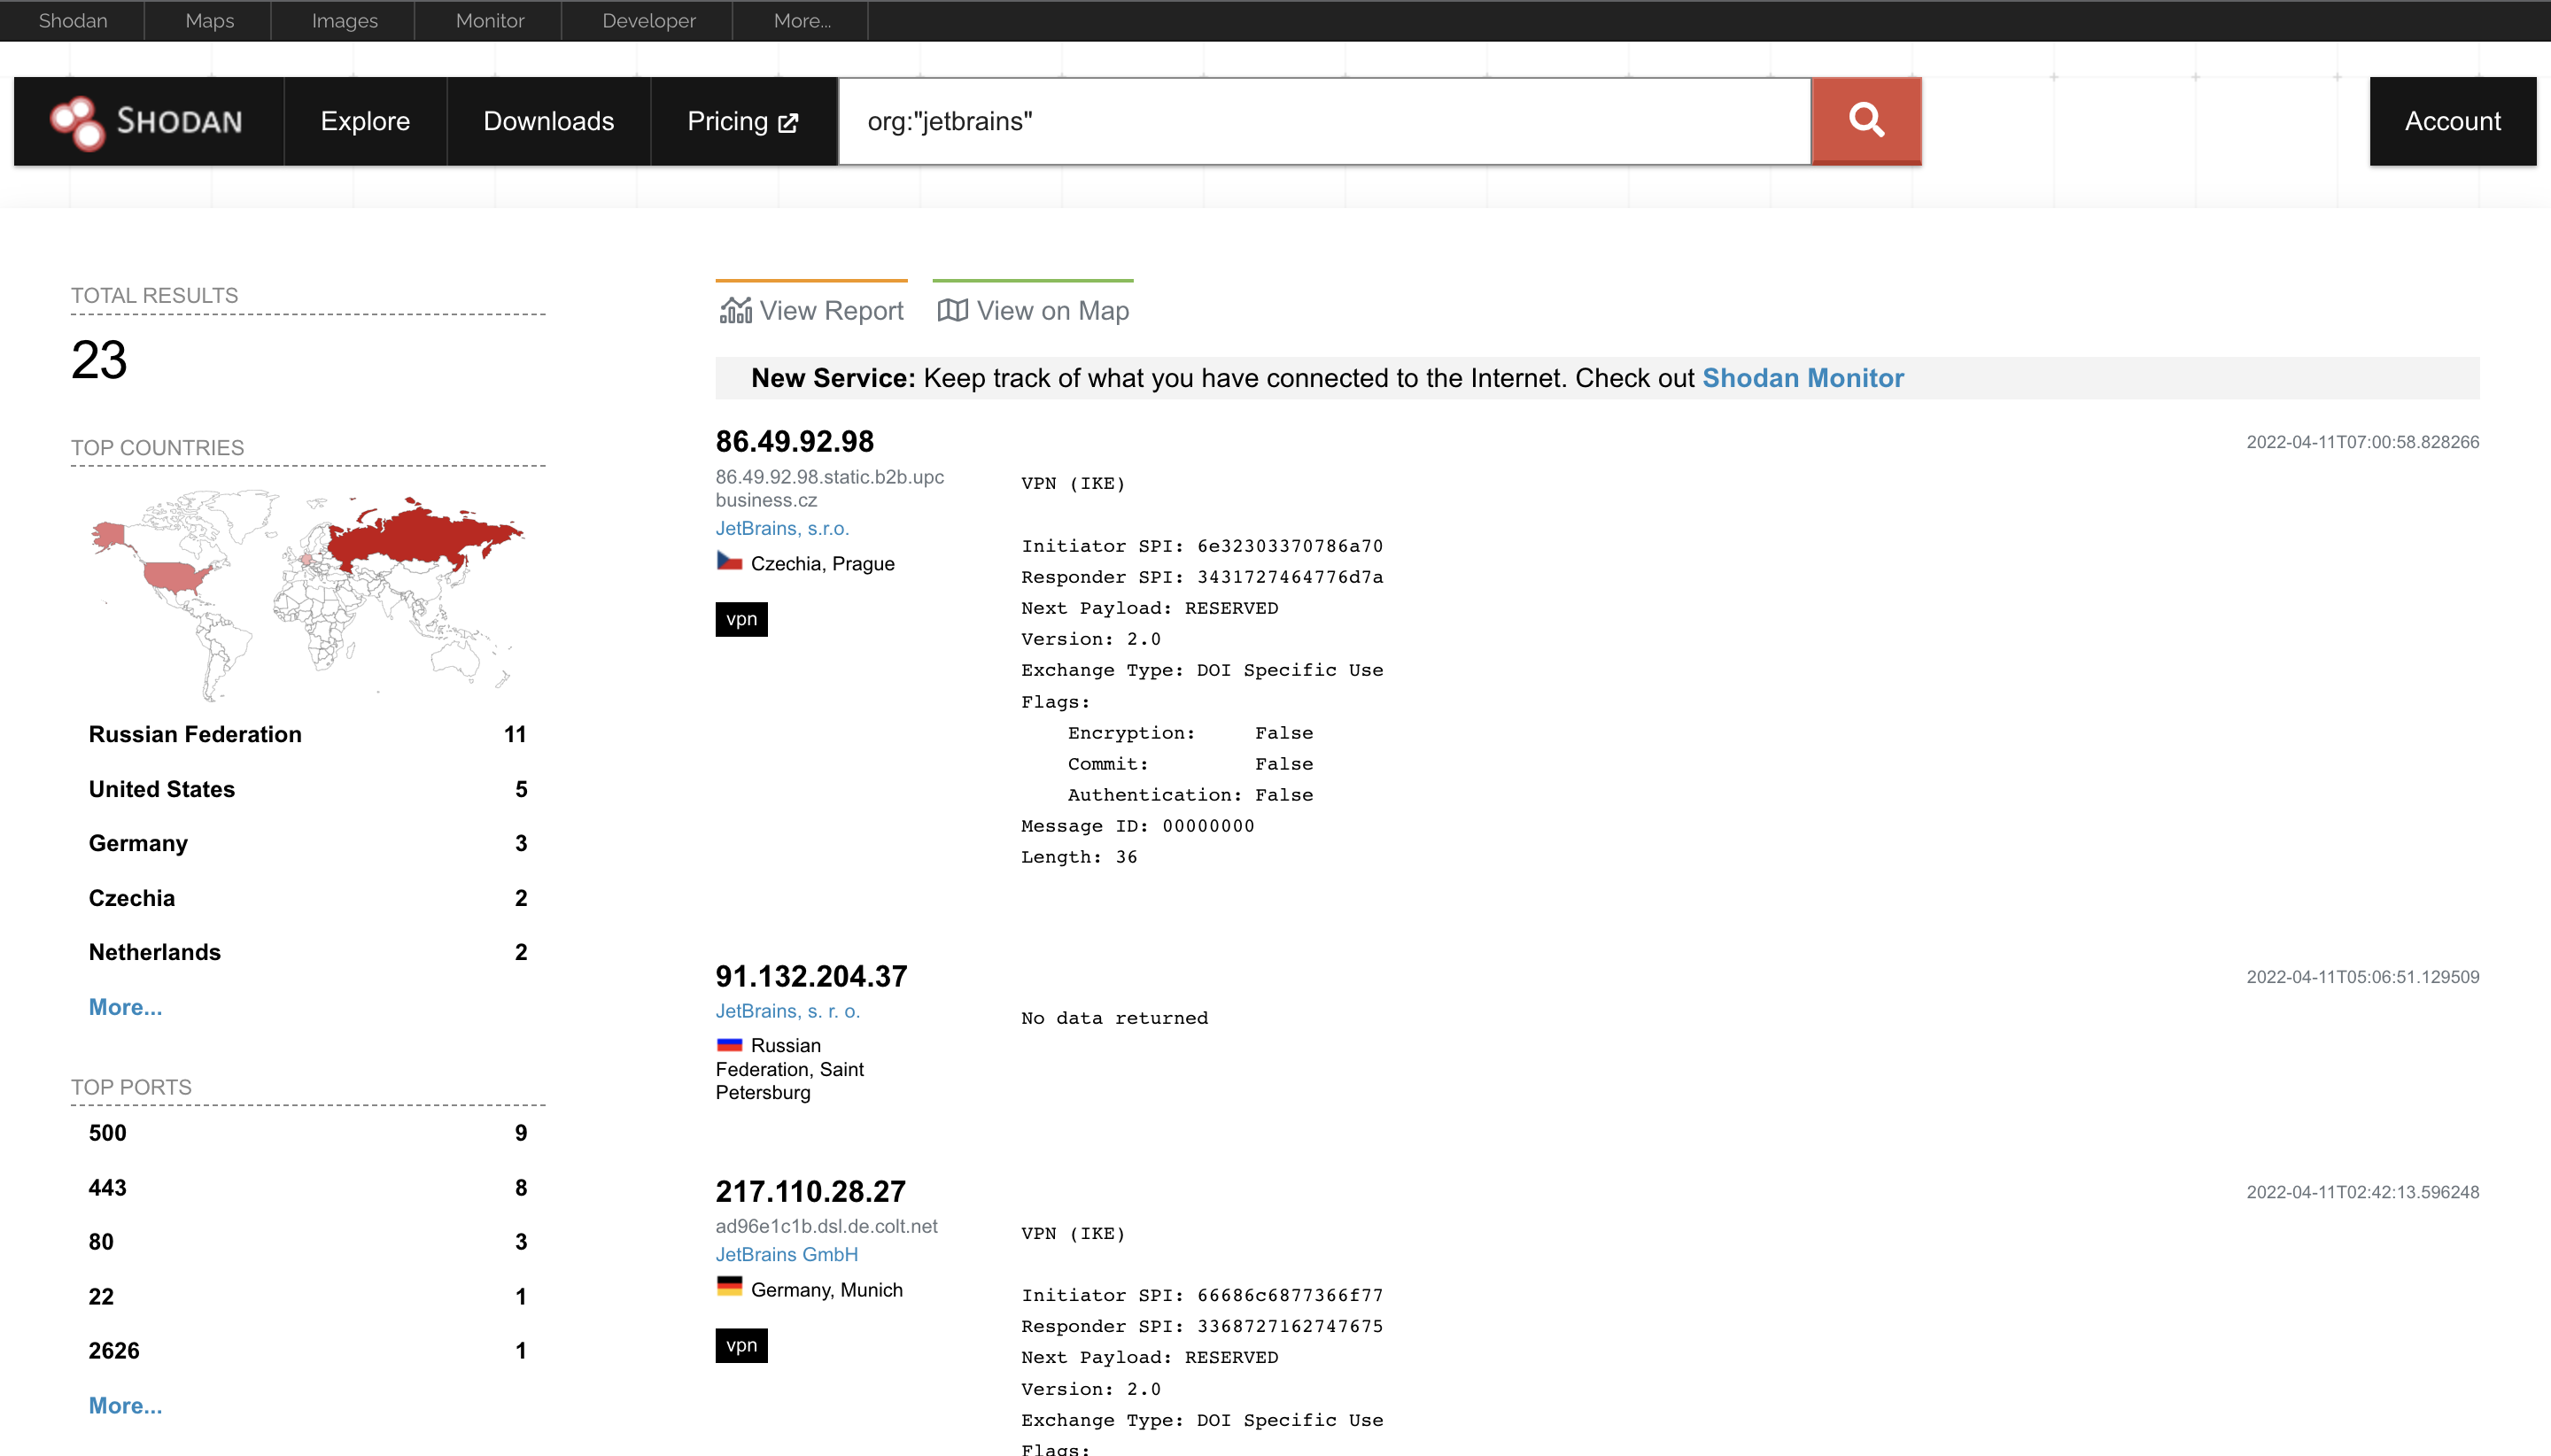 Shodan Maps Images Monitor Developer More...
SHODAN Explore Downloads Pricing org:"jetbrains" Account
TOTAL RESULTS
23
TOP COUNTRIES
Russian Federation 11
United States 5
Germany 3
Czechia 2
Netherlands 2
More...
TOP PORTS
500 9
443 8
80 3
22 1
2626 1
More...
View Report View on Map
New Service: Keep track of what you have connected to the Internet. Check out Shodan Monitor
86.49.92.98
2022-04-11T07:00:58.828266
86.49.92.98.static.b2b.upc
business.cz
JetBrains, s.r.o.
Czechia, Prague
vpn
VPN (IKE)
Initiator SPI: 6e32303370786a70
Responder SPI: 3431727464776d7a
Next Payload: RESERVED
Version: 2.0
Exchange Type: DOI Specific Use
Flags:
Encryption: False
Commit: False
Authentication: False
Message ID: 00000000
Length: 36
91.132.204.37
2022-04-11T05:06:51.129509
JetBrains, s. r. o.
Russian
Federation, Saint
Petersburg
No data returned
217.110.28.27
2022-04-11T02:42:13.596248
ad96e1c1b.dsl.de.colt.net
JetBrains GmbH
Germany, Munich
vpn
VPN (IKE)
Initiator SPI: 66686c6877366f77
Responder SPI: 3368727162747675
Next Payload: RESERVED
Version: 2.0
Exchange Type: DOI Specific Use
Flags: